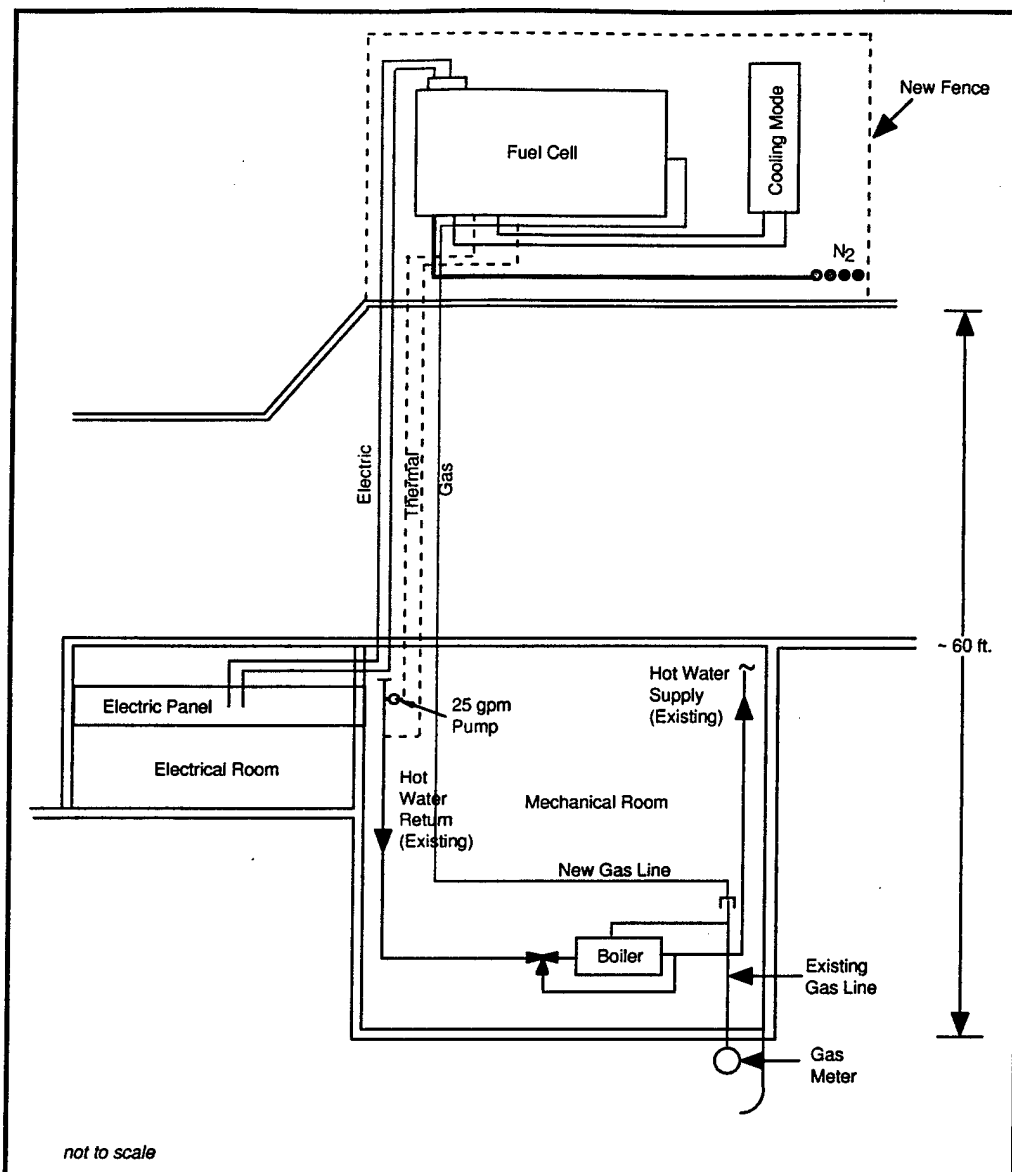 New Fence
Fuel Cell
Cooling Mode
N2
Electric
Thermal
Gas
~ 60 ft.
Electric Panel
25 gpm
Pump
Hot Water
Supply
(Existing)
Electrical Room
Hot
Water
Return
(Existing)
Mechanical Room
New Gas Line
Boiler
Existing
Gas Line
Gas
Meter
not to scale